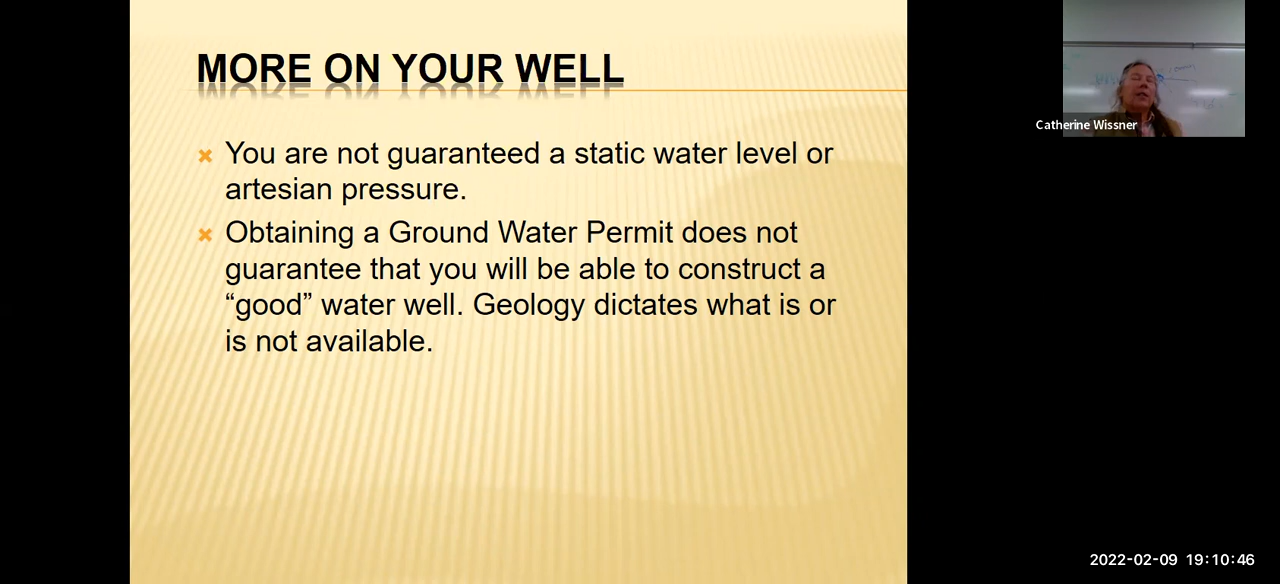 MORE ON YOUR WELL
You are not guaranteed a static water level or
artesian pressure.
Obtaining a Ground Water Permit does not
guarantee that you will be able to construct a
“good” water well. Geology dictates what is or
is not available.
Catherine Wissner
2022-02-09 19:10:46